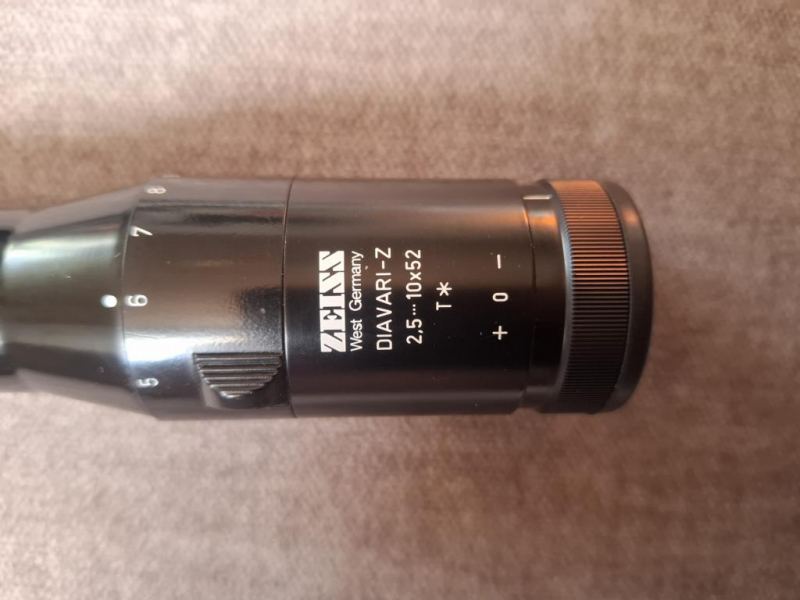 ZEISS
West Germany
DIAVARI-Z
2,5···10x52
T*
+ 0 -
5
6
7
8